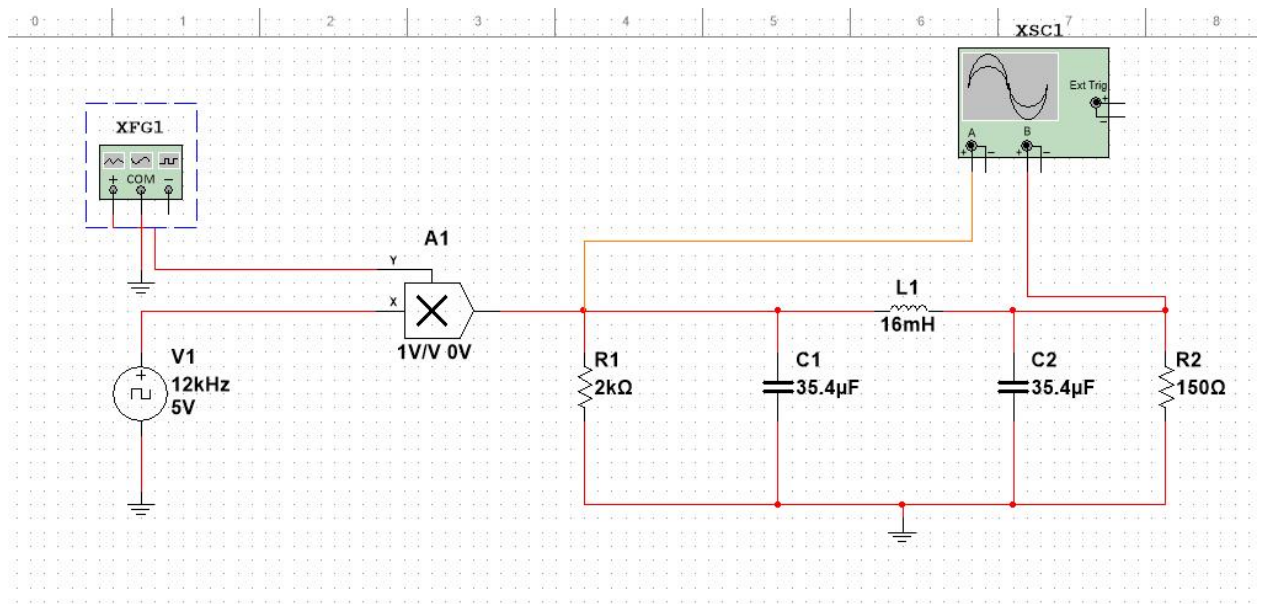 0 1 2 3 4 5 6 7 8
XSC1
Ext Trig
+
−
A B
+ − + −
XFG1
+ COM −
A1
Y
X
1V/V 0V
V1
+
12kHz
5V
R1
2kΩ
C1
35.4µF
L1
16mH
C2
35.4µF
R2
150Ω